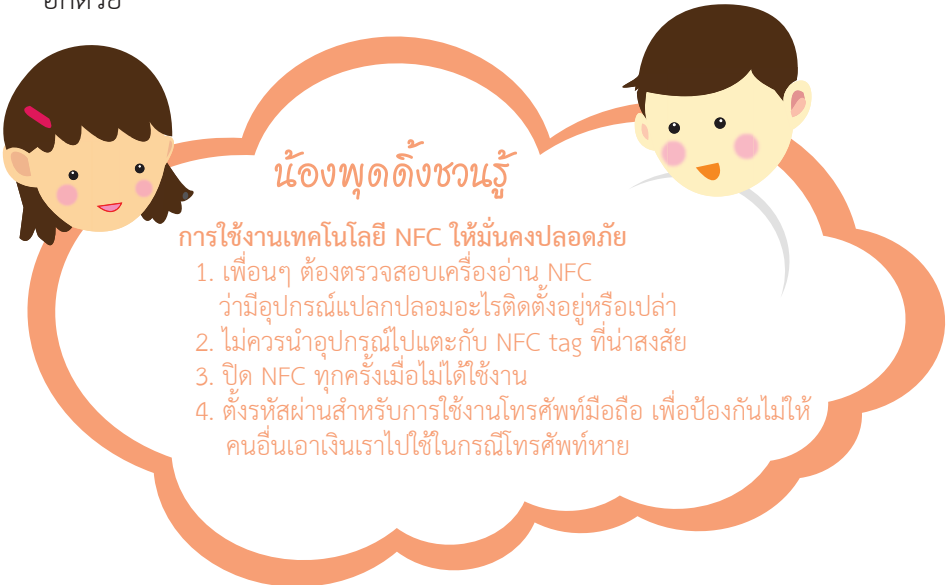 อีกด้วย
น้องพุดดิ้งชวนรู้
การใช้งานเทคโนโลยี NFC ให้มั่นคงปลอดภัย
1. เพื่อนๆ ต้องตรวจสอบเครื่องอ่าน NFC
ว่ามีอุปกรณ์แปลกปลอมอะไรติดตั้งอยู่หรือเปล่า
2. ไม่ควรนำอุปกรณ์ไปแตะกับ NFC tag ที่น่าสงสัย
3. ปิด NFC ทุกครั้งเมื่อไม่ได้ใช้งาน
4. ตั้งรหัสผ่านสำหรับการใช้งานโทรศัพท์มือถือ เพื่อป้องกันไม่ให้
คนอื่นเอาเงินเราไปใช้ในกรณีโทรศัพท์หาย